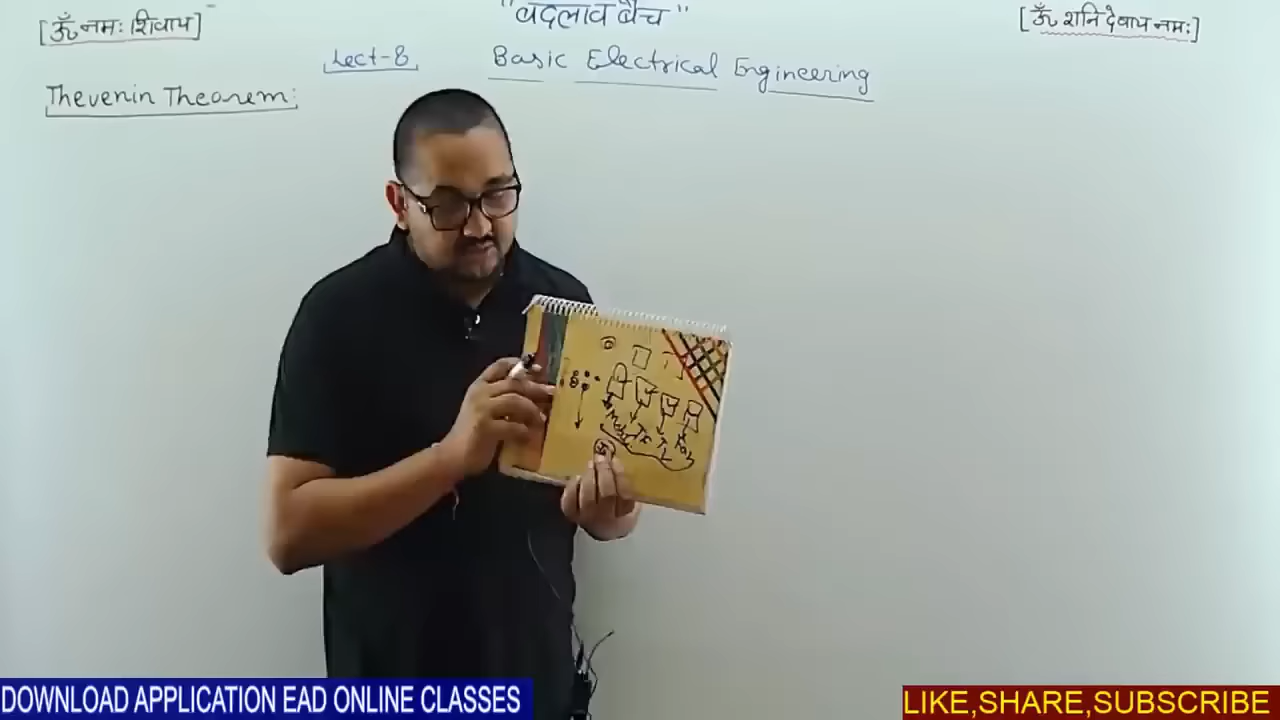 [ॐ नमः शिवाय]
"बदलाव बैच"
[ॐ शनि देवाय नमः]
Lect-8
Basic Electrical Engineering
Thevenin Theorem:
DOWNLOAD APPLICATION EAD ONLINE CLASSES
LIKE,SHARE,SUBSCRIBE